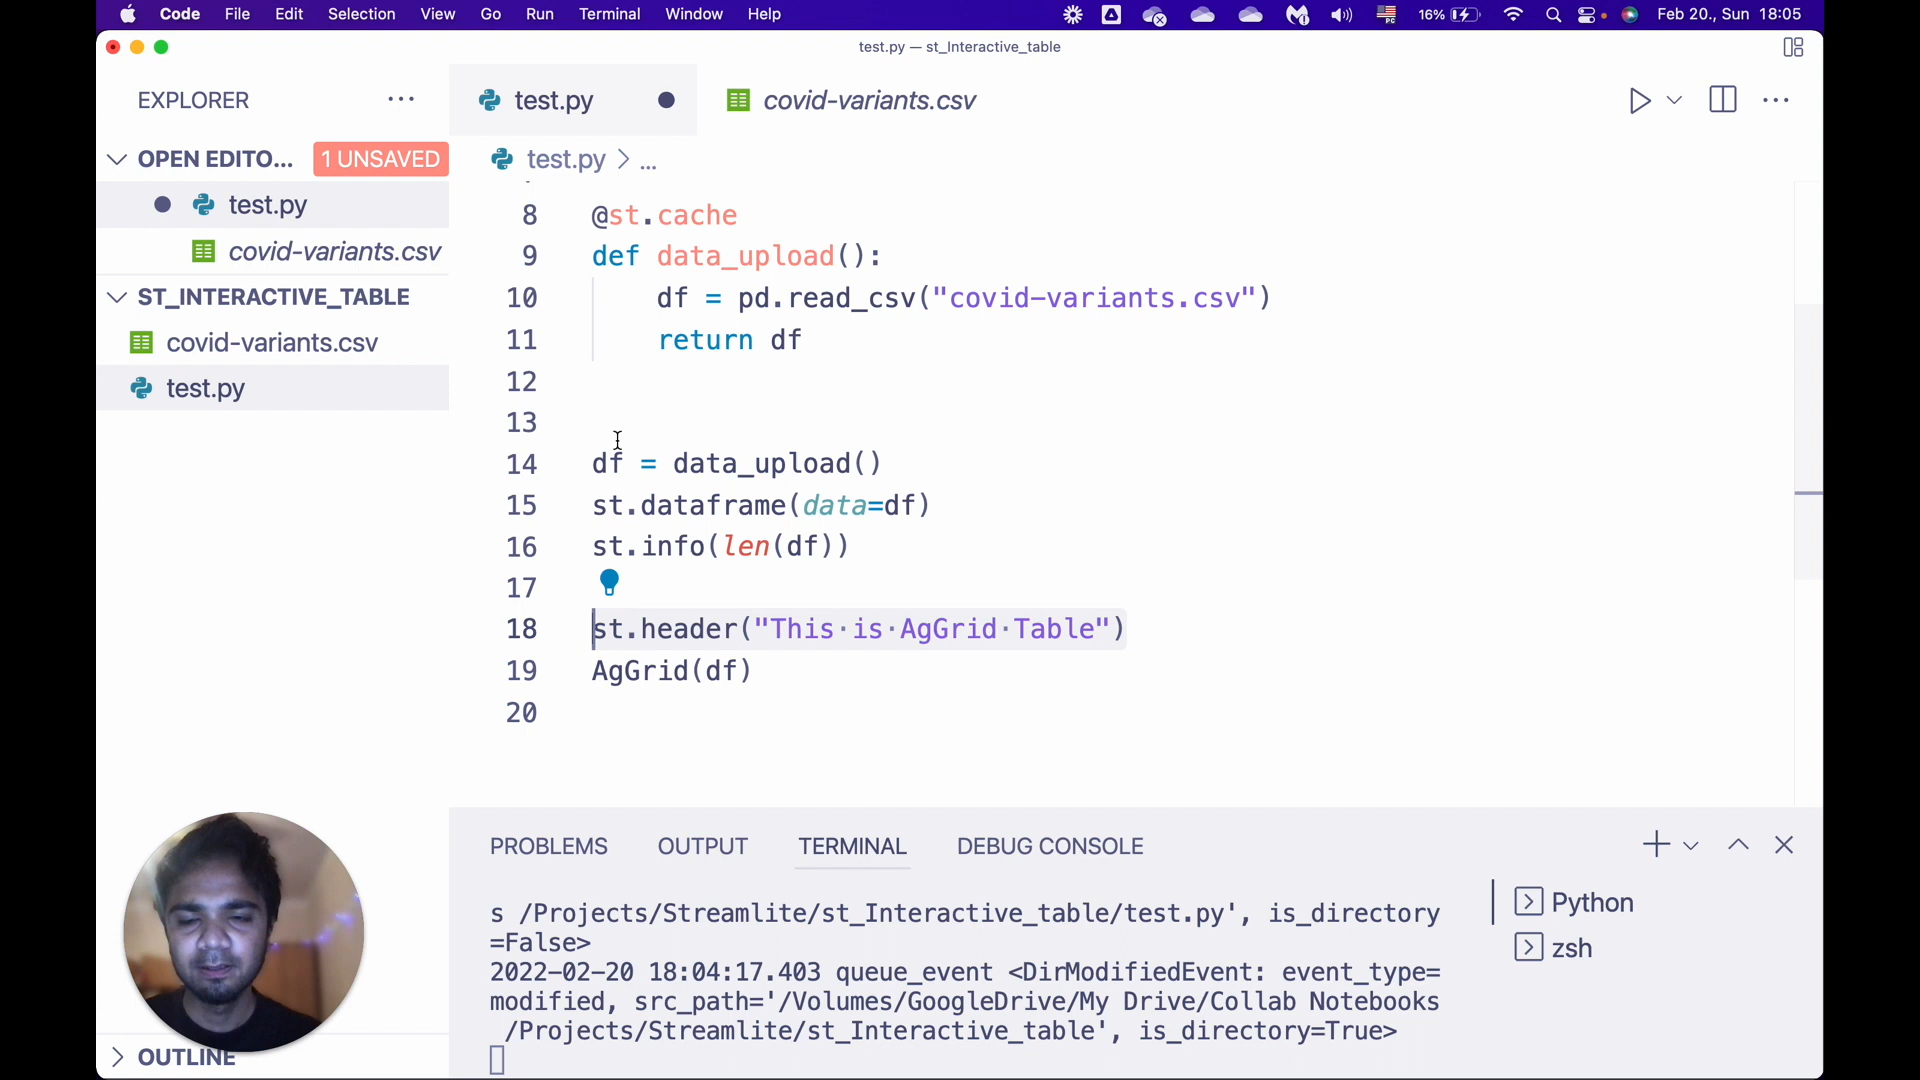 Code File Edit Selection View Go Run Terminal Window Help 16% Feb 20., Sun 18:05
test.py — st_Interactive_table
EXPLORER
test.py
covid-variants.csv
OPEN EDITO... 1 UNSAVED
test.py > ...
test.py
covid-variants.csv
ST_INTERACTIVE_TABLE
covid-variants.csv
test.py
8 @st.cache
9 def data_upload():
10 df = pd.read_csv("covid-variants.csv")
11 return df
12
13
14 df = data_upload()
15 st.dataframe(data=df)
16 st.info(len(df))
17
18 st.header("This·is·AgGrid·Table")
19 AgGrid(df)
20
PROBLEMS OUTPUT TERMINAL DEBUG CONSOLE
s /Projects/Streamlite/st_Interactive_table/test.py', is_directory
=False>
2022-02-20 18:04:17.403 queue_event <DirModifiedEvent: event_type=
modified, src_path='/Volumes/GoogleDrive/My Drive/Collab Notebooks
/Projects/Streamlite/st_Interactive_table', is_directory=True>
Python
zsh
OUTLINE